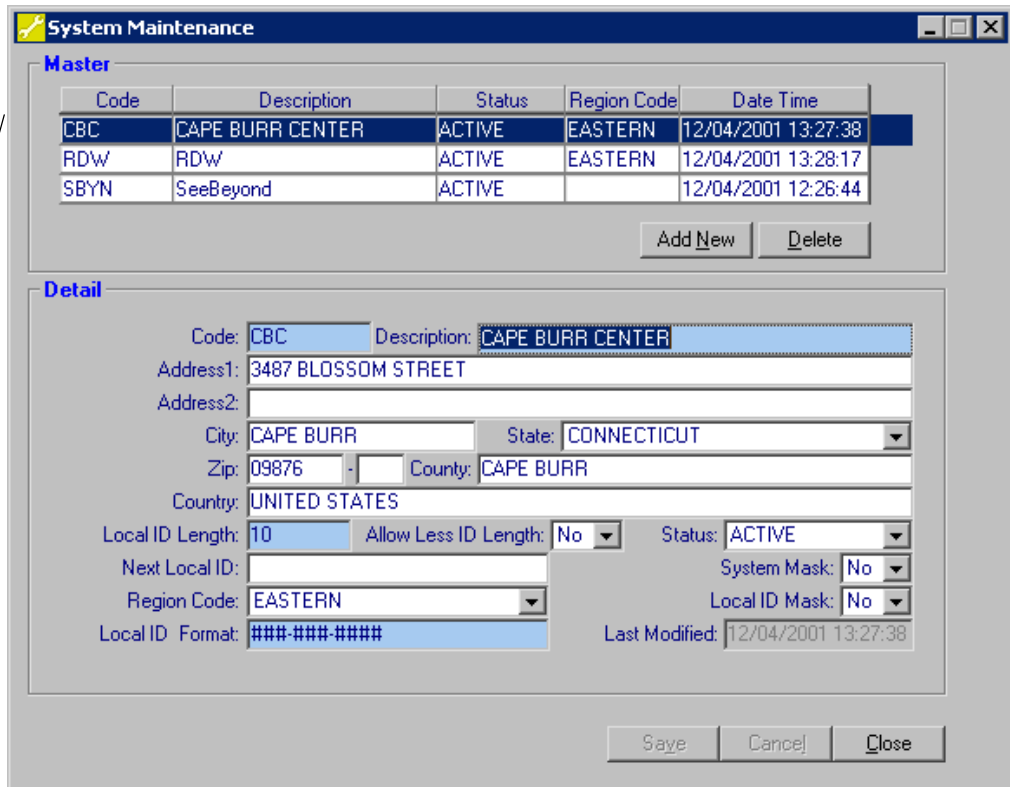 System Maintenance
Master
Code Description Status Region Code Date Time
CBC CAPE BURR CENTER ACTIVE EASTERN 12/04/2001 13:27:38
RDW RDW ACTIVE EASTERN 12/04/2001 13:28:17
SBYN SeeBeyond ACTIVE 12/04/2001 12:26:44
Add New Delete
Detail
Code: CBC Description: CAPE BURR CENTER
Address1: 3487 BLOSSOM STREET
Address2:
City: CAPE BURR State: CONNECTICUT
Zip: 09876 - County: CAPE BURR
Country: UNITED STATES
Local ID Length: 10 Allow Less ID Length: No Status: ACTIVE
Next Local ID: System Mask: No
Region Code: EASTERN Local ID Mask: No
Local ID Format: ###-###-#### Last Modified: 12/04/2001 13:27:38
Save Cancel Close